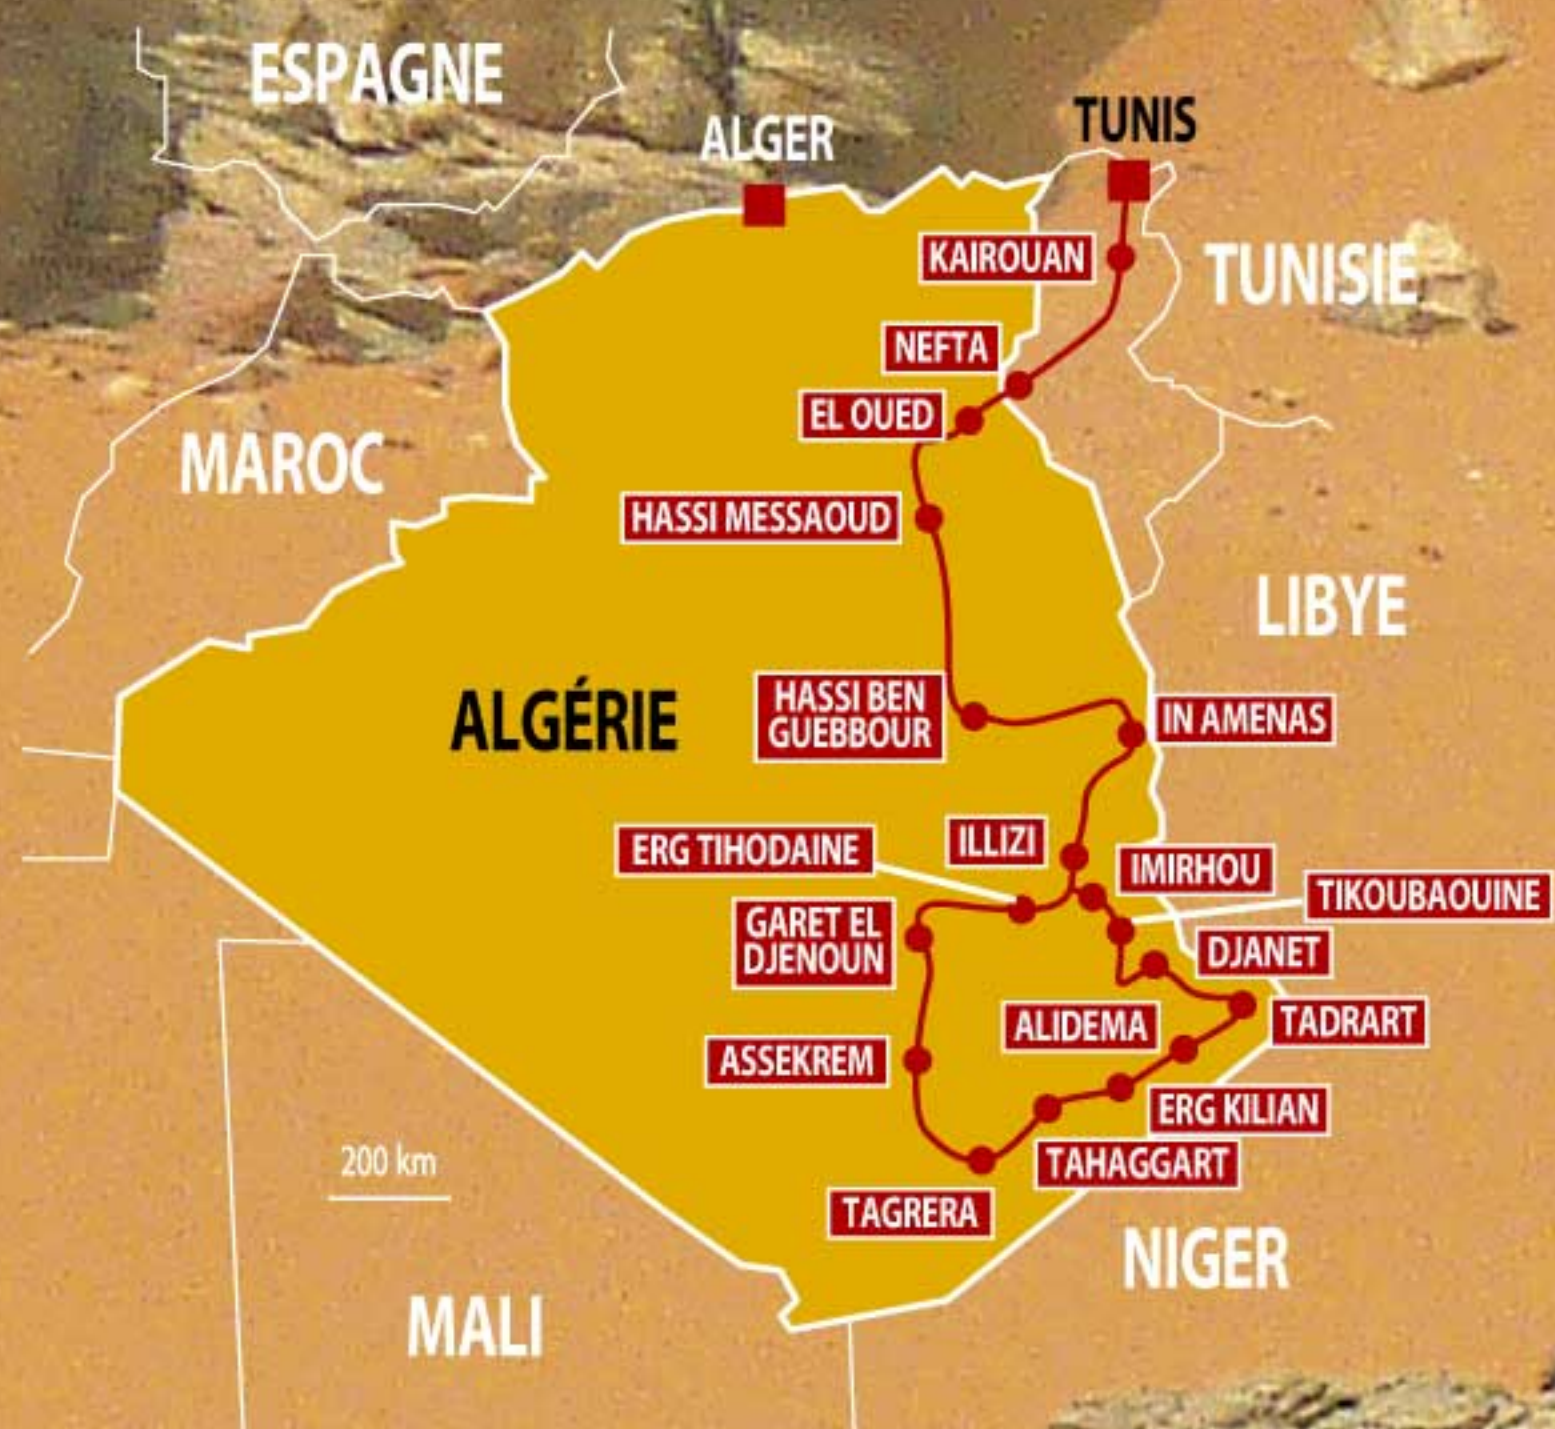 ESPAGNE
ALGER
TUNIS
KAIROUAN
TUNISIE
NEFTA
EL OUED
MAROC
HASSI MESSAOUD
LIBYE
HASSI BEN
GUEBBOUR
IN AMENAS
ALGÉRIE
ERG TIHODAINE
ILLIZI
IMIRHOU
TIKOUBAOUINE
GARET EL
DJENOUN
DJANET
ALIDEMA
TADRART
ASSEKREM
ERG KILIAN
200 km
TAHAGGART
TAGRERA
NIGER
MALI